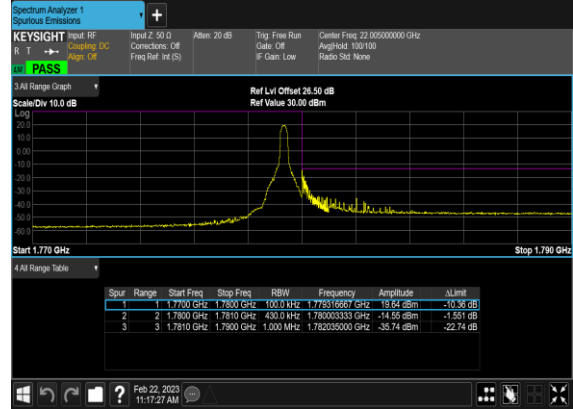 Spectrum Analyzer 1
Spurious Emissions
KEYSIGHT Input: RF Input Z: 50 Ω Atten: 20 dB Trig: Free Run Center Freq: 22.005000000 GHz
R T Coupling: DC Corrections: Off Gate: Off Avg|Hold: 100/100
Align: Off Freq Ref: Int (S) IF Gain: Low Radio Std: None
LXI PASS
3 All Range Graph
Ref Lvl Offset 26.50 dB
Scale/Div 10.0 dB Ref Value 30.00 dBm
Log
20.0
10.0
0.00
-10.0
-20.0
-30.0
-40.0
-50.0
-60.0
Start 1.770 GHz Stop 1.790 GHz
4 All Range Table
Spur Range Start Freq Stop Freq RBW Frequency Amplitude ΔLimit
1 1 1.7700 GHz 1.7800 GHz 100.0 kHz 1.779316667 GHz 19.64 dBm -10.36 dB
2 2 1.7800 GHz 1.7810 GHz 430.0 kHz 1.780003333 GHz -14.55 dBm -1.551 dB
3 3 1.7810 GHz 1.7900 GHz 1.000 MHz 1.782035000 GHz -35.74 dBm -22.74 dB
? Feb 22, 2023
11:17:27 AM